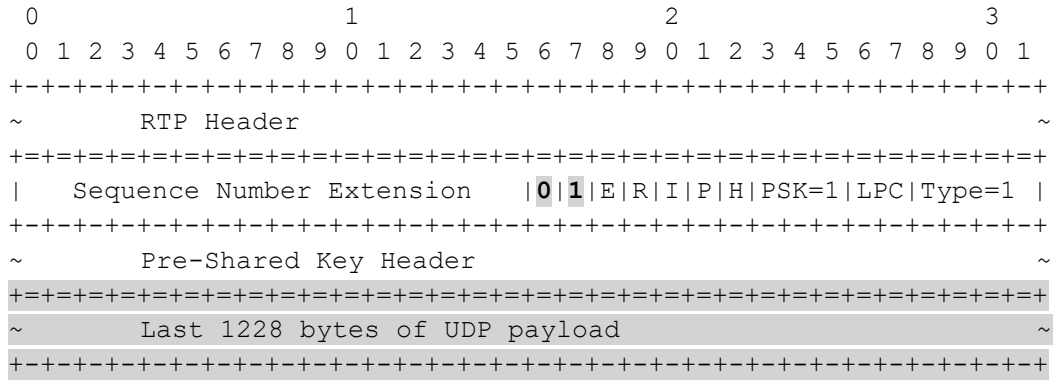 0                   1                   2                   3
 0 1 2 3 4 5 6 7 8 9 0 1 2 3 4 5 6 7 8 9 0 1 2 3 4 5 6 7 8 9 0 1
+-+-+-+-+-+-+-+-+-+-+-+-+-+-+-+-+-+-+-+-+-+-+-+-+-+-+-+-+-+-+-+-+
~       RTP Header                                              ~
+=+=+=+=+=+=+=+=+=+=+=+=+=+=+=+=+=+=+=+=+=+=+=+=+=+=+=+=+=+=+=+=+
|   Sequence Number Extension   |0|1|E|R|I|P|H|PSK=1|LPC|Type=1 |
+-+-+-+-+-+-+-+-+-+-+-+-+-+-+-+-+-+-+-+-+-+-+-+-+-+-+-+-+-+-+-+-+
~       Pre-Shared Key Header                                   ~
+=+=+=+=+=+=+=+=+=+=+=+=+=+=+=+=+=+=+=+=+=+=+=+=+=+=+=+=+=+=+=+=+
~       Last 1228 bytes of UDP payload                          ~
+-+-+-+-+-+-+-+-+-+-+-+-+-+-+-+-+-+-+-+-+-+-+-+-+-+-+-+-+-+-+-+-+